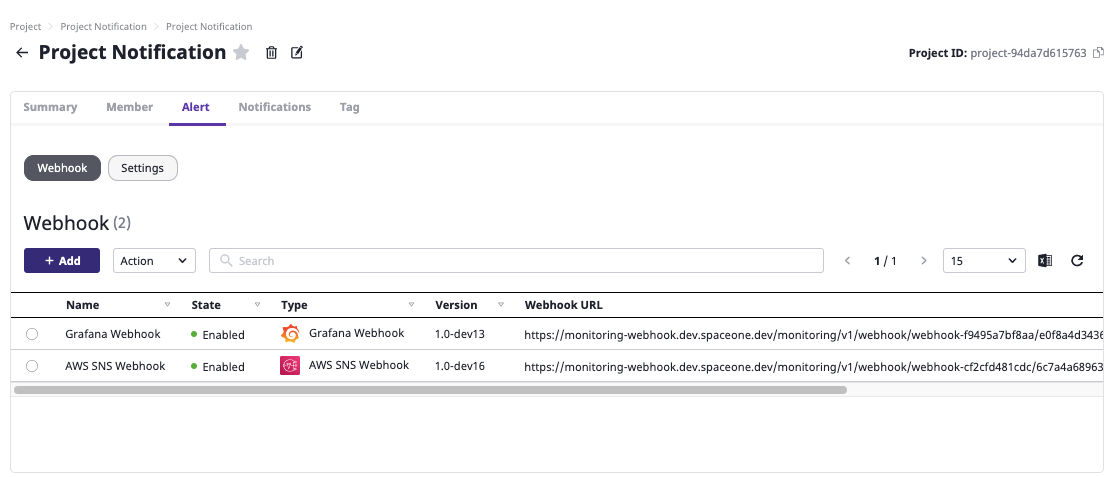 Project > Project Notification > Project Notification
Project Notification
Project ID: project-94da7d615763
Summary Member Alert Notifications Tag
Webhook Settings
Webhook (2)
+ Add Action Search 1 / 1 15
Name State Type Version Webhook URL
Grafana Webhook Enabled Grafana Webhook 1.0-dev13 https://monitoring-webhook.dev.spaceone.dev/monitoring/v1/webhook/webhook-f9495a7bf8aa/e0f8a4d3436
AWS SNS Webhook Enabled AWS SNS Webhook 1.0-dev16 https://monitoring-webhook.dev.spaceone.dev/monitoring/v1/webhook/webhook-cf2cfd481cdc/6c7a4a68963